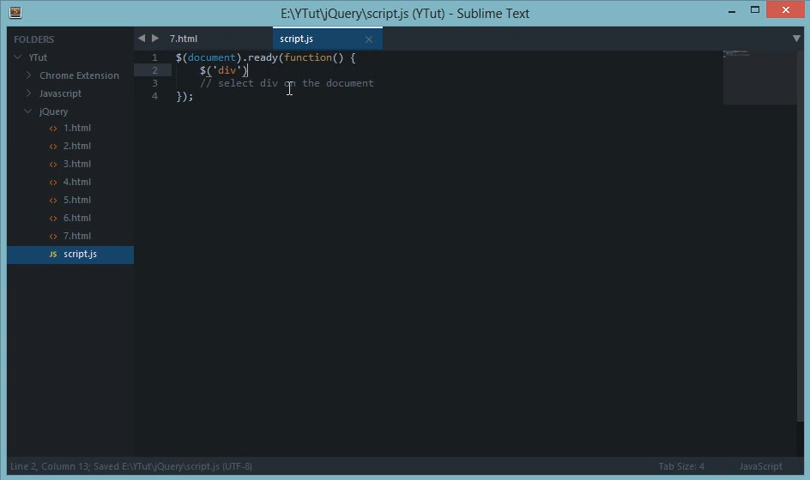 E:\YTut\jQuery\script.js (YTut) - Sublime Text
FOLDERS
YTut
Chrome Extension
Javascript
jQuery
<> 1.html
<> 2.html
<> 3.html
<> 4.html
<> 5.html
<> 6.html
<> 7.html
JS script.js
7.html
script.js
1 $(document).ready(function() {
2 $('div')
3 // select div on the document
4 });
Line 2, Column 13; Saved E:\YTut\jQuery\script.js (UTF-8)
Tab Size: 4
JavaScript